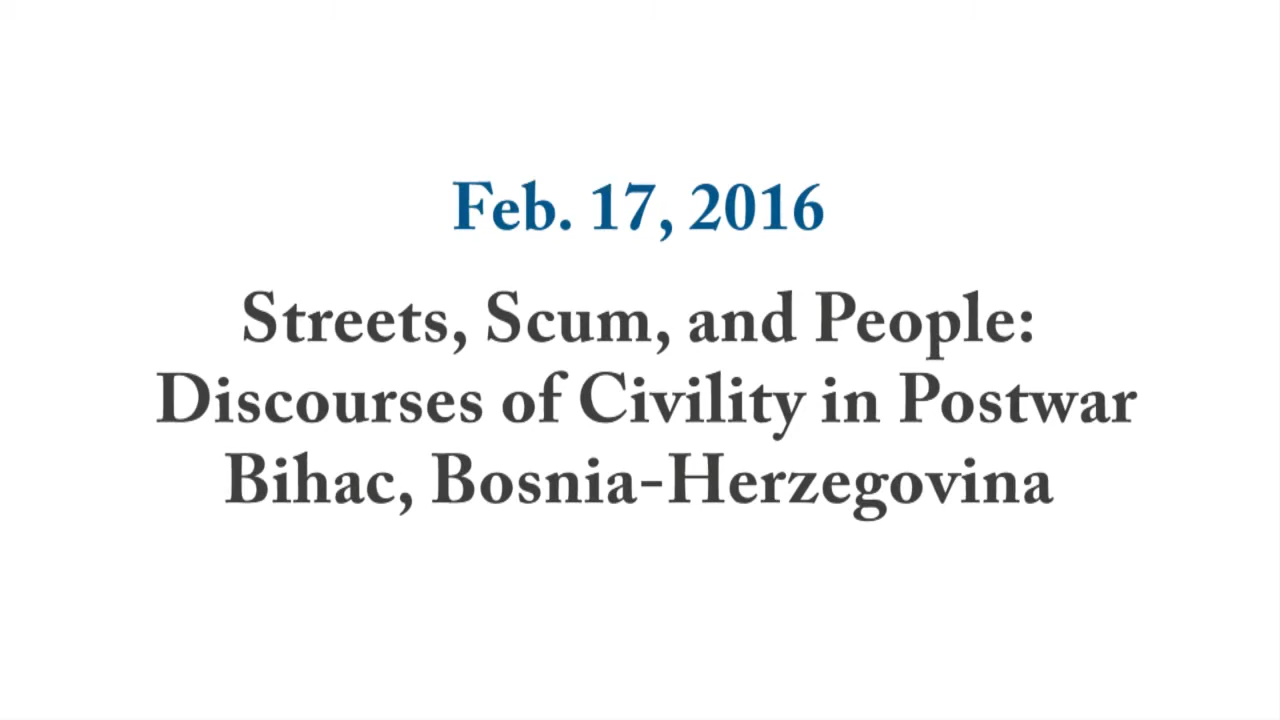 Feb. 17, 2016
Streets, Scum, and People:
Discourses of Civility in Postwar
Bihac, Bosnia-Herzegovina